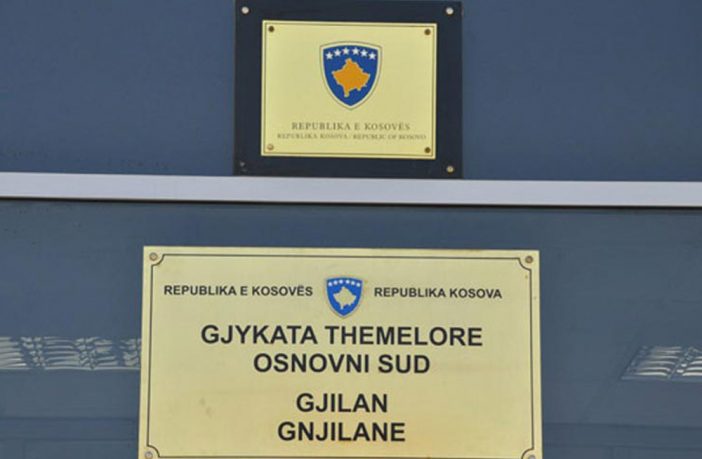 REPUBLIKA E KOSOVËS
REPUBLIKA KOSOVA / REPUBLIC OF KOSOVO
REPUBLIKA E KOSOVËS REPUBLIKA KOSOVA
GJYKATA THEMELORE
OSNOVNI SUD
GJILAN
GNJILANE